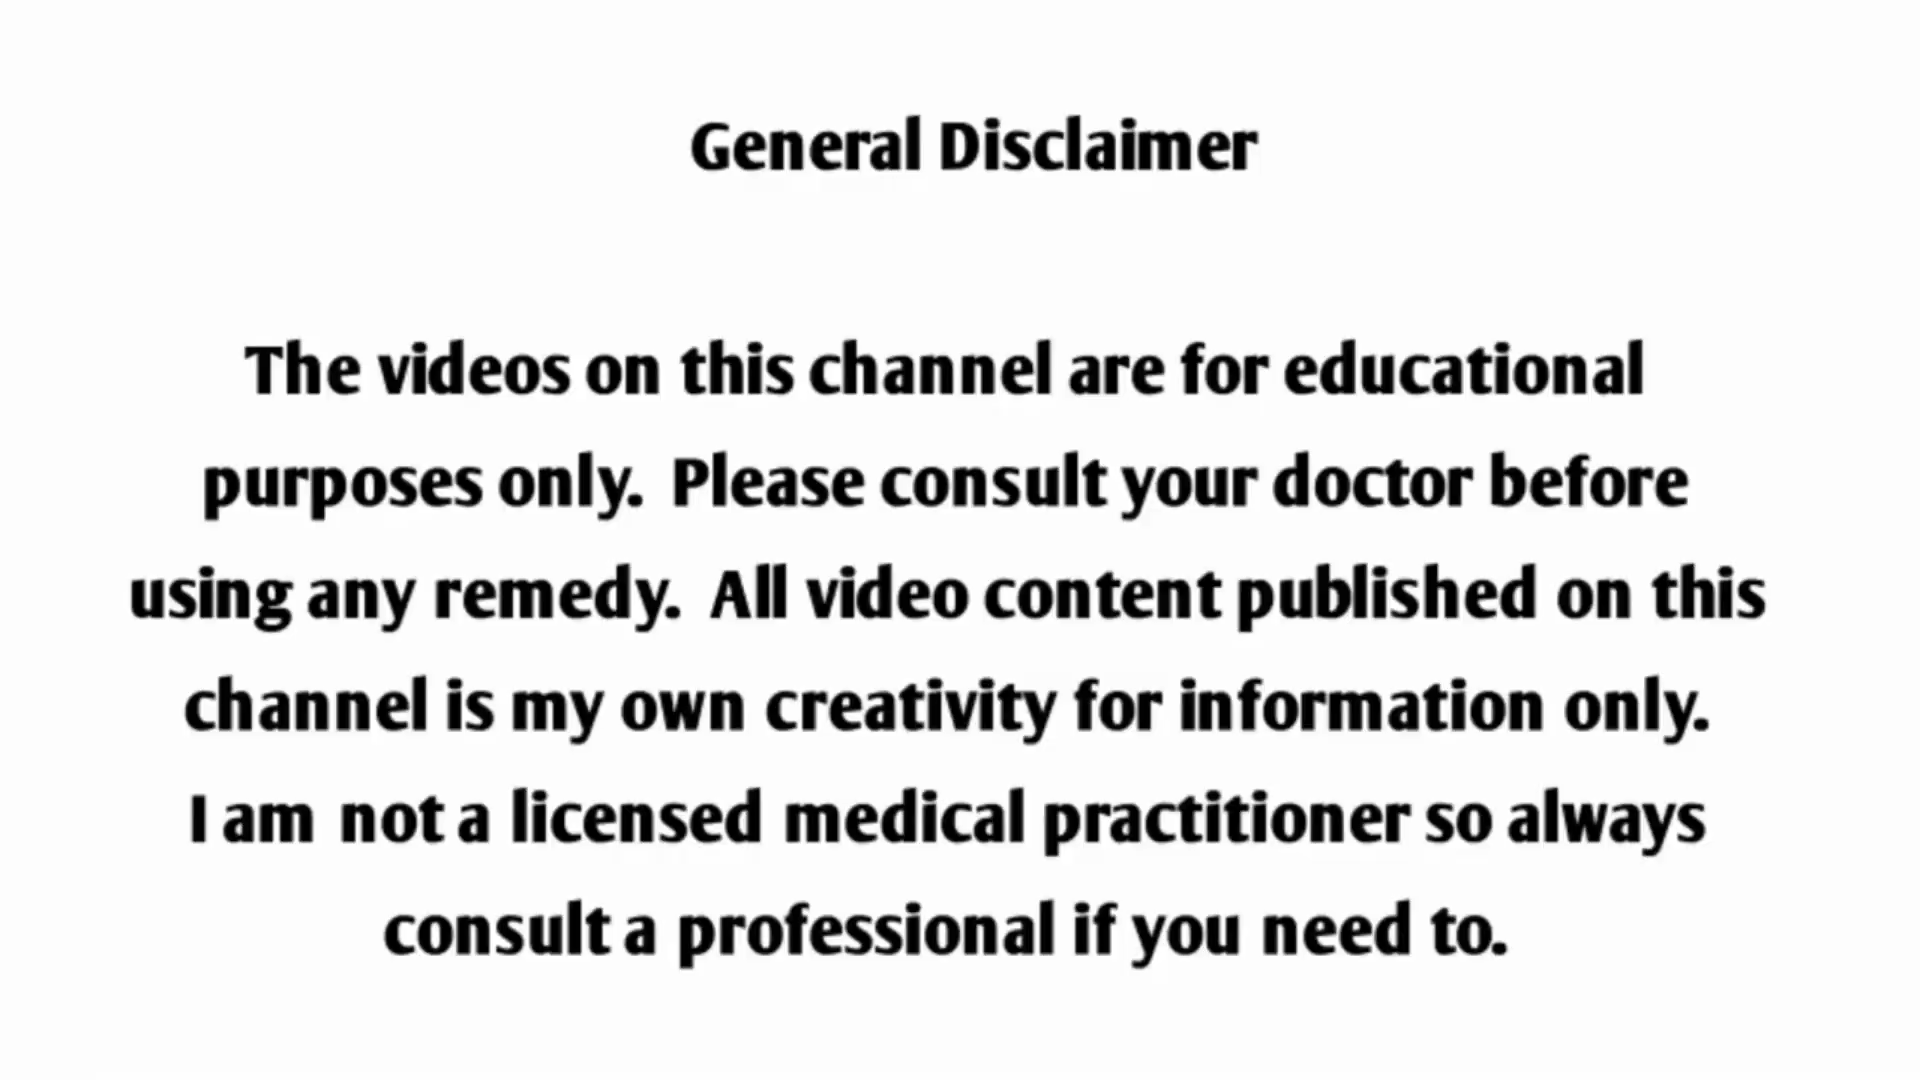 General Disclaimer
The videos on this channel are for educational
purposes only.  Please consult your doctor before
using any remedy.  All video content published on this
channel is my own creativity for information only.
I am not a licensed medical practitioner so always
consult a professional if you need to.